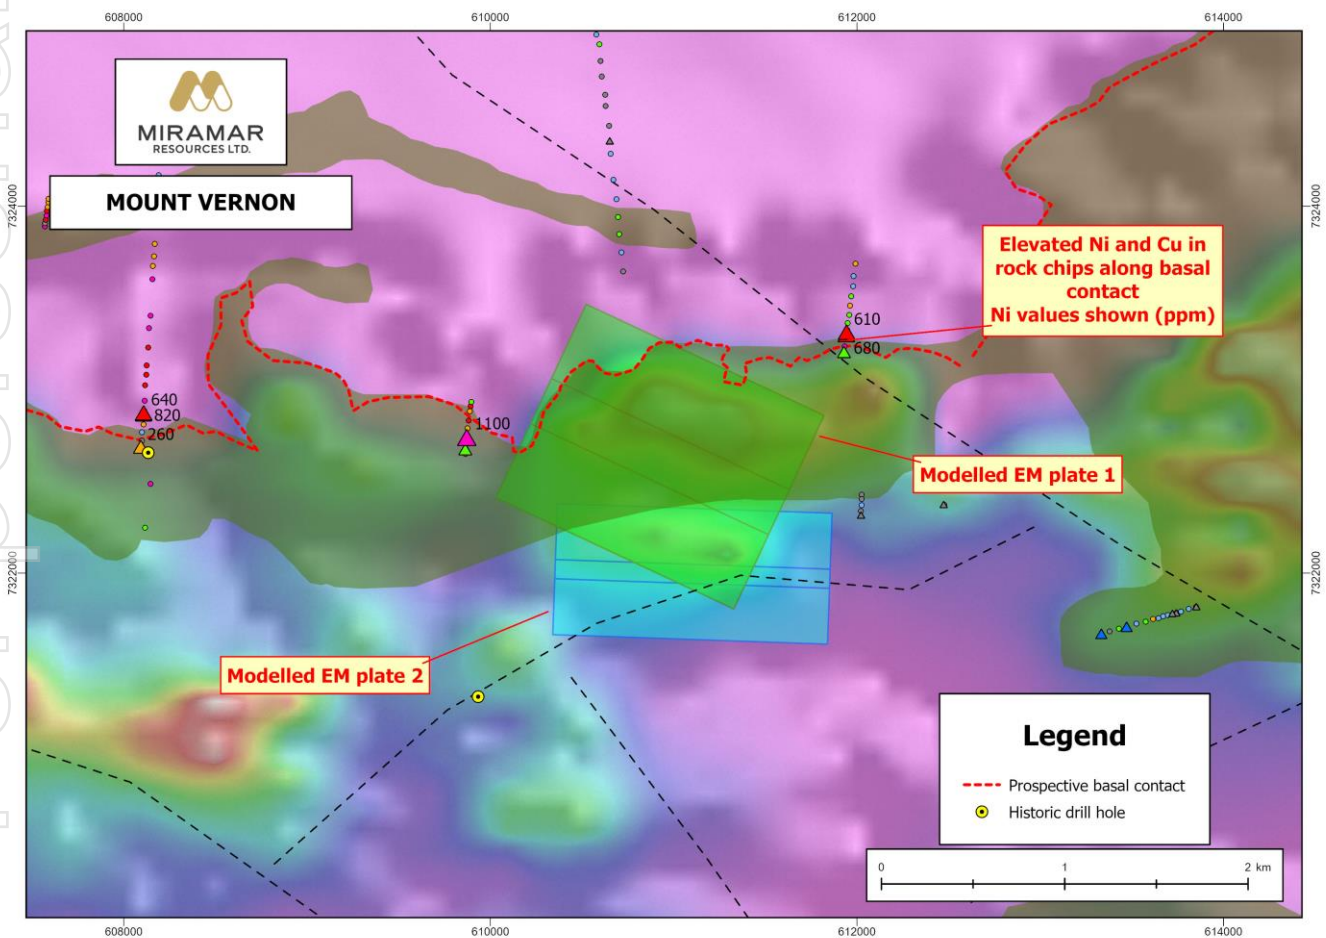 608000
610000
612000
614000
MIRAMAR
RESOURCES LTD.
MOUNT VERNON
7324000
7324000
Elevated Ni and Cu in
rock chips along basal
contact
Ni values shown (ppm)
610
680
640
820
260
1100
Modelled EM plate 1
7322000
7322000
Modelled EM plate 2
Legend
Prospective basal contact
Historic drill hole
0
1
2 km
608000
610000
612000
614000